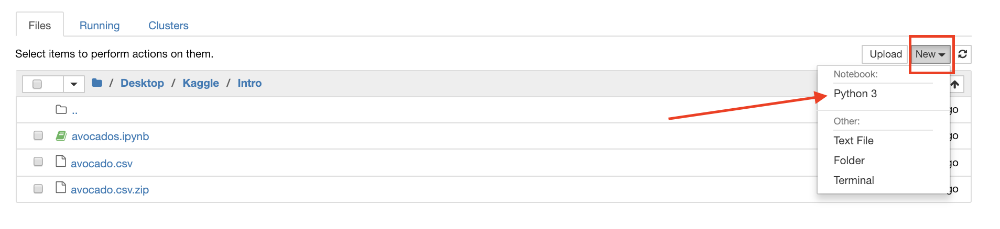 Files Running Clusters
Select items to perform actions on them.
Upload New
/ Desktop / Kaggle / Intro
Notebook:
Python 3
..
go
Other:
avocados.ipynb
go
Text File
avocado.csv
go
Folder
Terminal
avocado.csv.zip
go